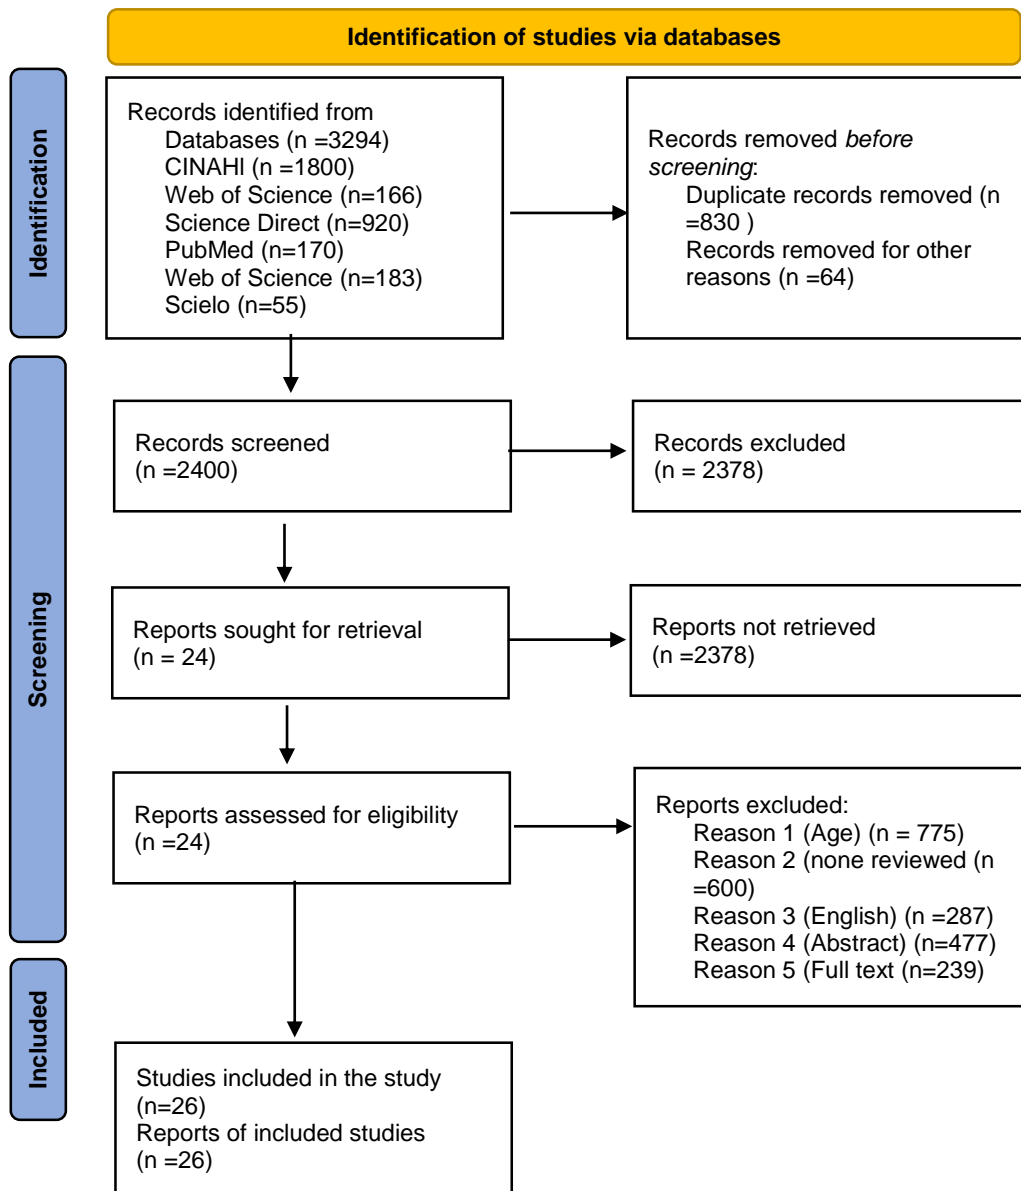 Identification of studies via databases
Identification
Records identified from
Databases (n =3294)
CINAHl (n =1800)
Web of Science (n=166)
Science Direct (n=920)
PubMed (n=170)
Web of Science (n=183)
Scielo (n=55)
Records removed before
screening:
Duplicate records removed (n
=830 )
Records removed for other
reasons (n =64)
Screening
Records screened
(n =2400)
Records excluded
(n = 2378)
Reports sought for retrieval
(n = 24)
Reports not retrieved
(n =2378)
Reports assessed for eligibility
(n =24)
Reports excluded:
Reason 1 (Age) (n = 775)
Reason 2 (none reviewed (n
=600)
Reason 3 (English) (n =287)
Reason 4 (Abstract) (n=477)
Reason 5 (Full text (n=239)
Included
Studies included in the study
(n=26)
Reports of included studies
(n =26)